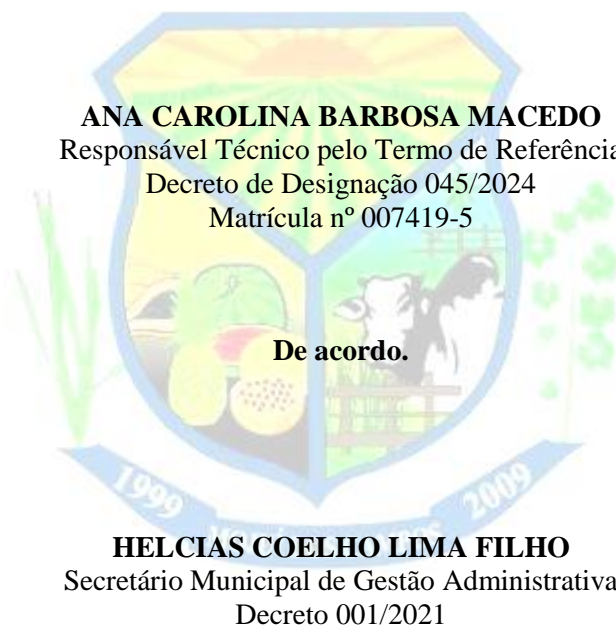 ANA CAROLINA BARBOSA MACEDO
Responsável Técnico pelo Termo de Referência
Decreto de Designação 045/2024
Matrícula nº 007419-5
De acordo.
1999
2009
HELCIAS COELHO LIMA FILHO
Secretário Municipal de Gestão Administrativa
Decreto 001/2021